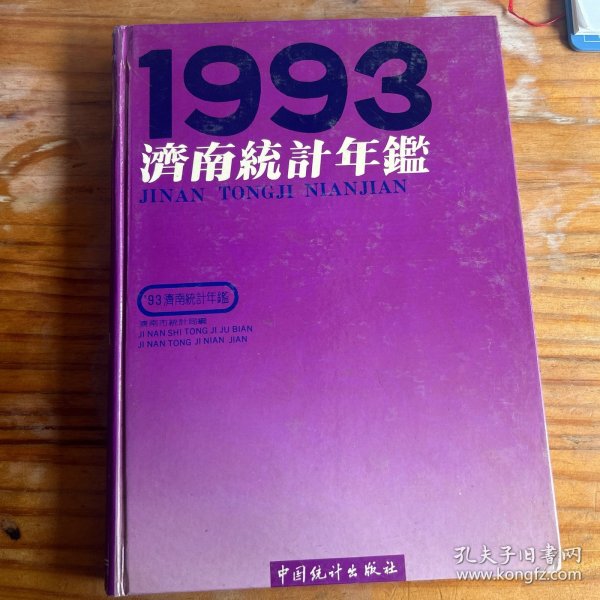 1993
濟南統計年鑑
JINAN TONGJI NIANJIAN
'93濟南統計年鑑
濟南市統計局編
JI NAN SHI TONG JI JU BIAN
JI NAN TONG JI NIAN JIAN
中国统计出版社
孔夫子旧书网
www.kongfz.com